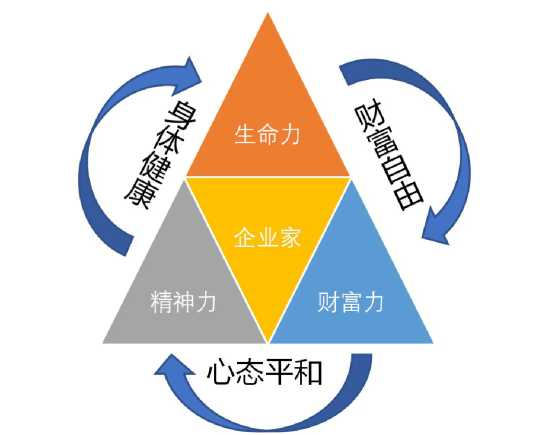 生命力
身体健康
财富自由
企业家
精神力
财富力
心态平和